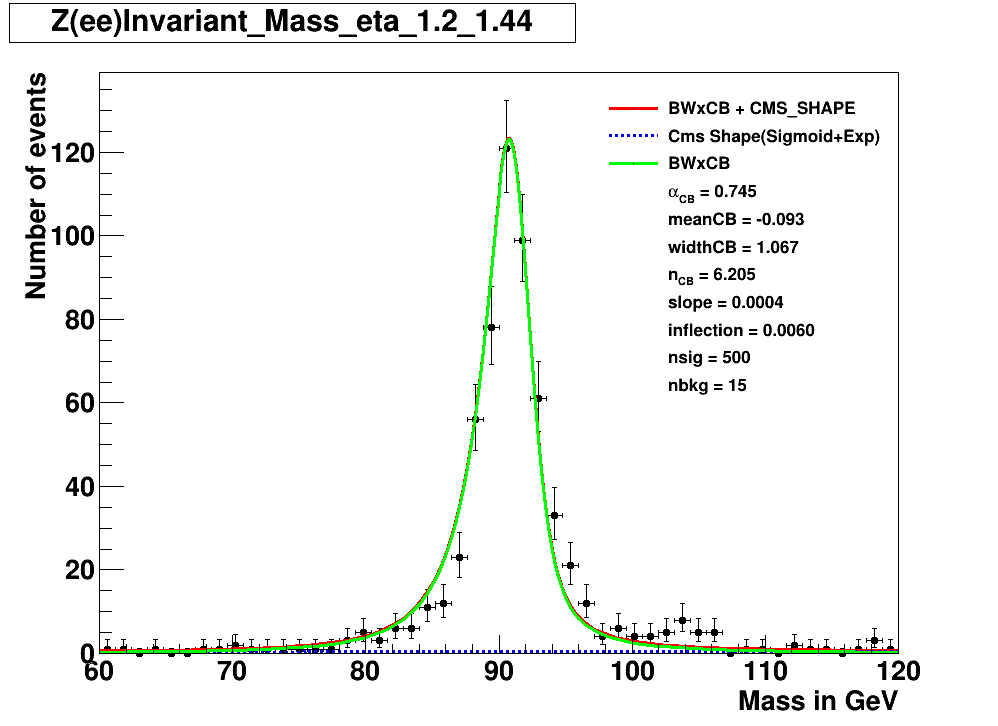 Z(ee)Invariant_Mass_eta_1.2_1.44
Number of events
120
100
80
60
40
20
0
60 70 80 90 100 110 120
Mass in GeV
BWxCB + CMS_SHAPE
Cms Shape(Sigmoid+Exp)
BWxCB
αCB = 0.745
meanCB = -0.093
widthCB = 1.067
nCB = 6.205
slope = 0.0004
inflection = 0.0060
nsig = 500
nbkg = 15